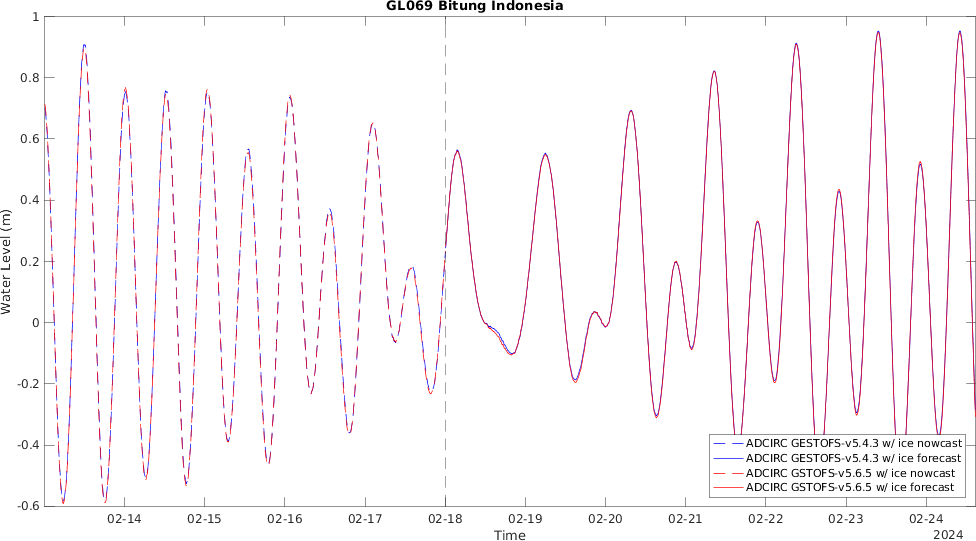 GL069 Bitung Indonesia
1
0.8
0.6
0.4
0.2
0
-0.2
-0.4
-0.6
Water Level (m)
02-14 02-15 02-16 02-17 02-18 02-19 02-20 02-21 02-22 02-23 02-24
Time
2024
ADCIRC GESTOFS-v5.4.3 w/ ice nowcast
ADCIRC GESTOFS-v5.4.3 w/ ice forecast
ADCIRC GSTOFS-v5.6.5 w/ ice nowcast
ADCIRC GSTOFS-v5.6.5 w/ ice forecast